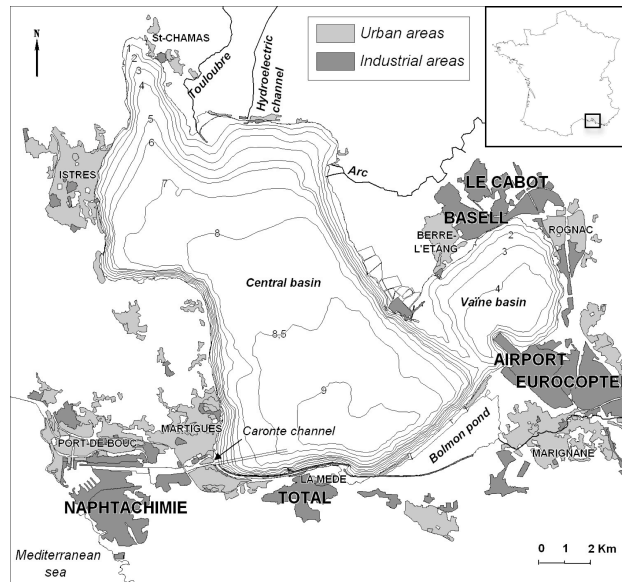 N
St-CHAMAS
Touloubre
Hydroelectric
channel
Urban areas
Industrial areas
1
2
3
4
5
6
7
8
8,5
9
ISTRES
Arc
LE CABOT
BASELL
BERRE-
L'ETANG
ROGNAC
2
3
4
Central basin
Vaïne basin
AIRPORT
EUROCOPTER
Bolmon pond
1
1
MARTIGUES
Caronte channel
PORT-DE-BOUC
LA MEDE
TOTAL
MARIGNANE
NAPHTACHIMIE
Mediterranean
sea
0 1 2 Km